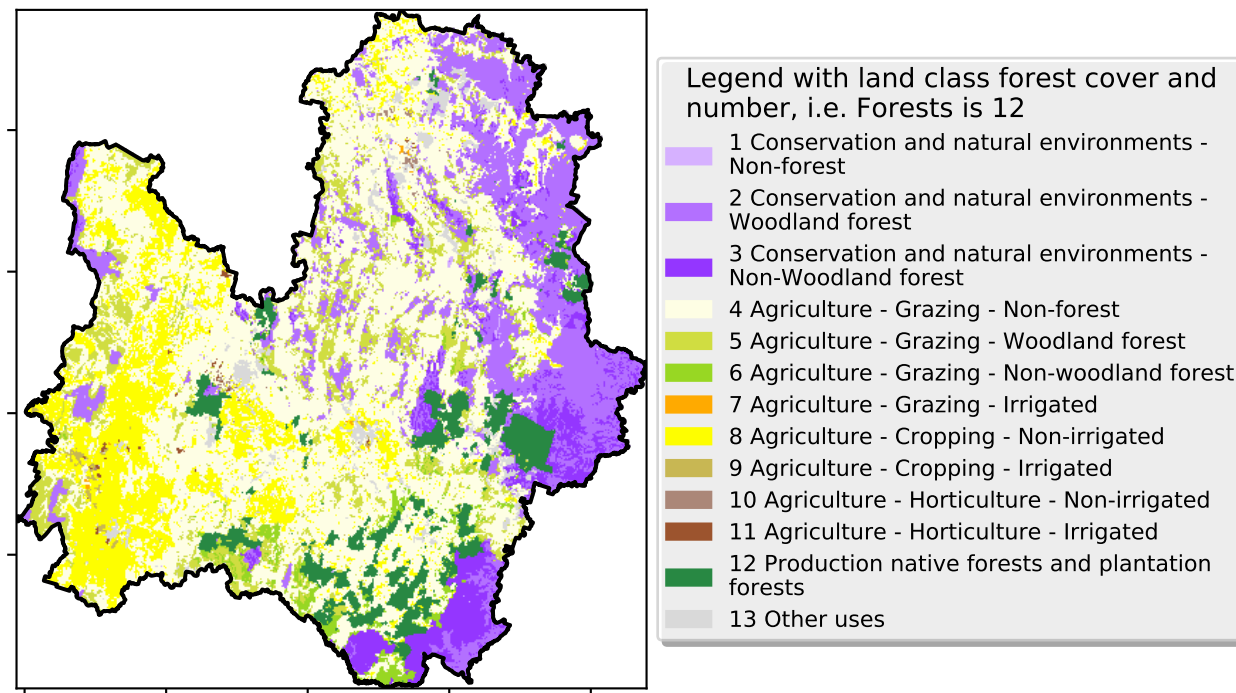 Legend with land class forest cover and
number, i.e. Forests is 12
1 Conservation and natural environments -
Non-forest
2 Conservation and natural environments -
Woodland forest
3 Conservation and natural environments -
Non-Woodland forest
4 Agriculture - Grazing - Non-forest
5 Agriculture - Grazing - Woodland forest
6 Agriculture - Grazing - Non-woodland forest
7 Agriculture - Grazing - Irrigated
8 Agriculture - Cropping - Non-irrigated
9 Agriculture - Cropping - Irrigated
10 Agriculture - Horticulture - Non-irrigated
11 Agriculture - Horticulture - Irrigated
12 Production native forests and plantation
forests
13 Other uses